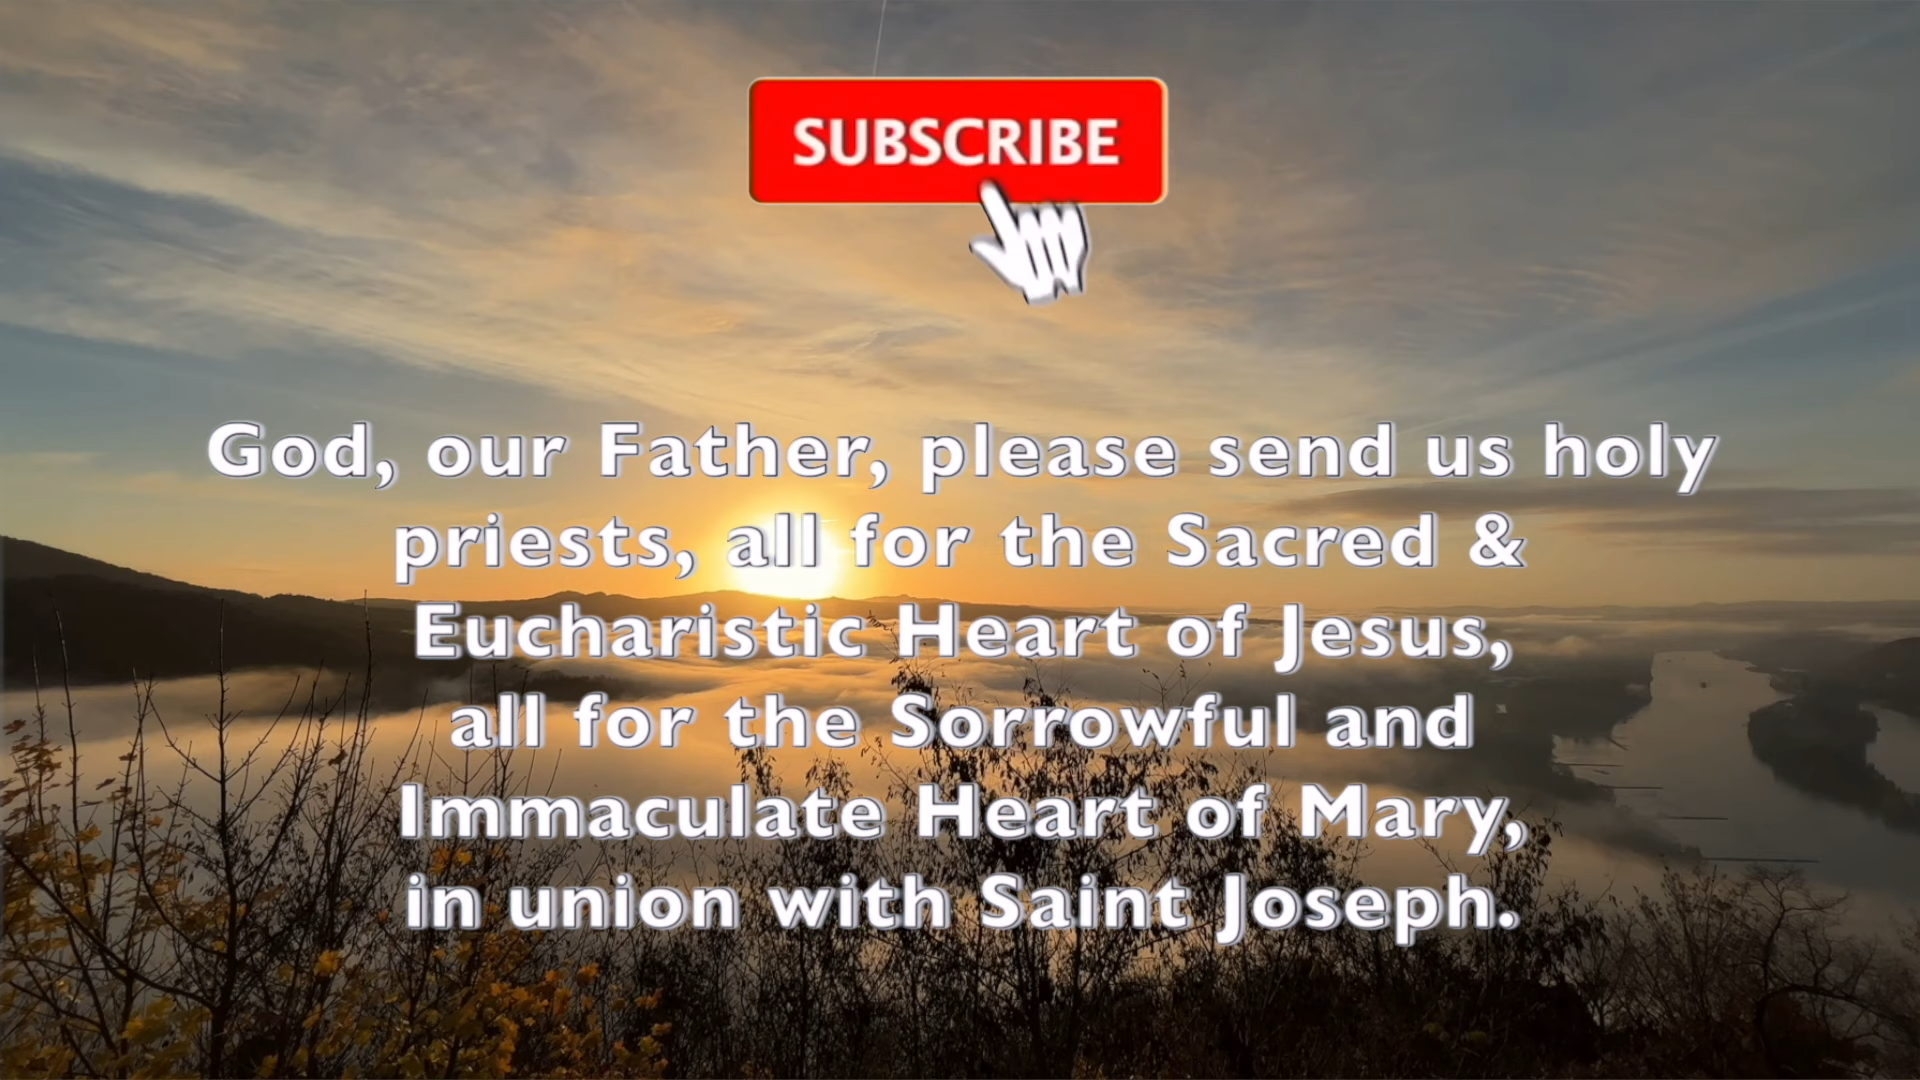 SUBSCRIBE
God, our Father, please send us holy
priests, all for the Sacred &
Eucharistic Heart of Jesus,
all for the Sorrowful and
Immaculate Heart of Mary,
in union with Saint Joseph.